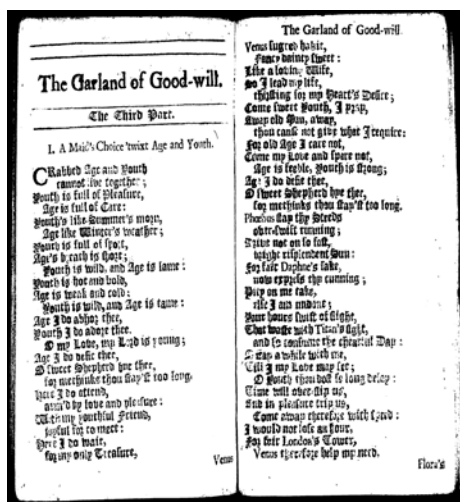 The Garland of Good-will.
The Third Part.
I. A Maid's Choice 'twixt Age and Youth.
CRabbed Age and Youth
cannot live together;
Youth is full of Pleasure,
Age is full of Care:
Youth's like Summer's morn,
Age like Winter's weather;
Youth is full of sport,
Age's breath is short;
Youth is wild, and Age is lame:
Youth is hot and bold,
Age is weak and cold:
Youth is wild, and Age is tame:
Age I do abhor thee,
Youth I do adore thee.
O my Love, my Lord is young;
Age I do defie thee,
O sweet Shepherd hye thee,
for methinks thou stay'st too long.
Here I do attend,
arm'd by love and pleasure:
With my youthful Friend,
joyful for to meet:
Here I do wait,
for my only Treasure,
Venus
The Garland of Good-will.
Venus sugred habit,
Fancy dainty sweet:
Like a loving Wife,
So I lead my life,
thirsting for my Heart's Desire;
Come sweet Youth, I pray,
Away old Man, away,
thou canst not give what I require:
For old Age I care not,
Come my Love and spare not,
Age is feeble, Youth is strong;
Age I do defie thee,
O sweet Shepherd hye thee,
for methinks thou stay'st too long.
Phœbus stay thy Steeds
over-swift running;
Drive not on so fast,
bright resplendent Sun:
For fair Daphne's sake,
now express thy cunning;
Pity on me take,
else I am undone;
Your hours swift of flight,
That waste with Titan's sight,
and so consume the chearful Day:
O stay a while with me,
Till I my Love may see;
O Youth thou dost so long delay:
Time will over-slip us,
And in pleasure trip us,
Come away therefore with speed:
I would not lose an hour,
For fair London's Tower,
Venus therefore help my need.
Flora's